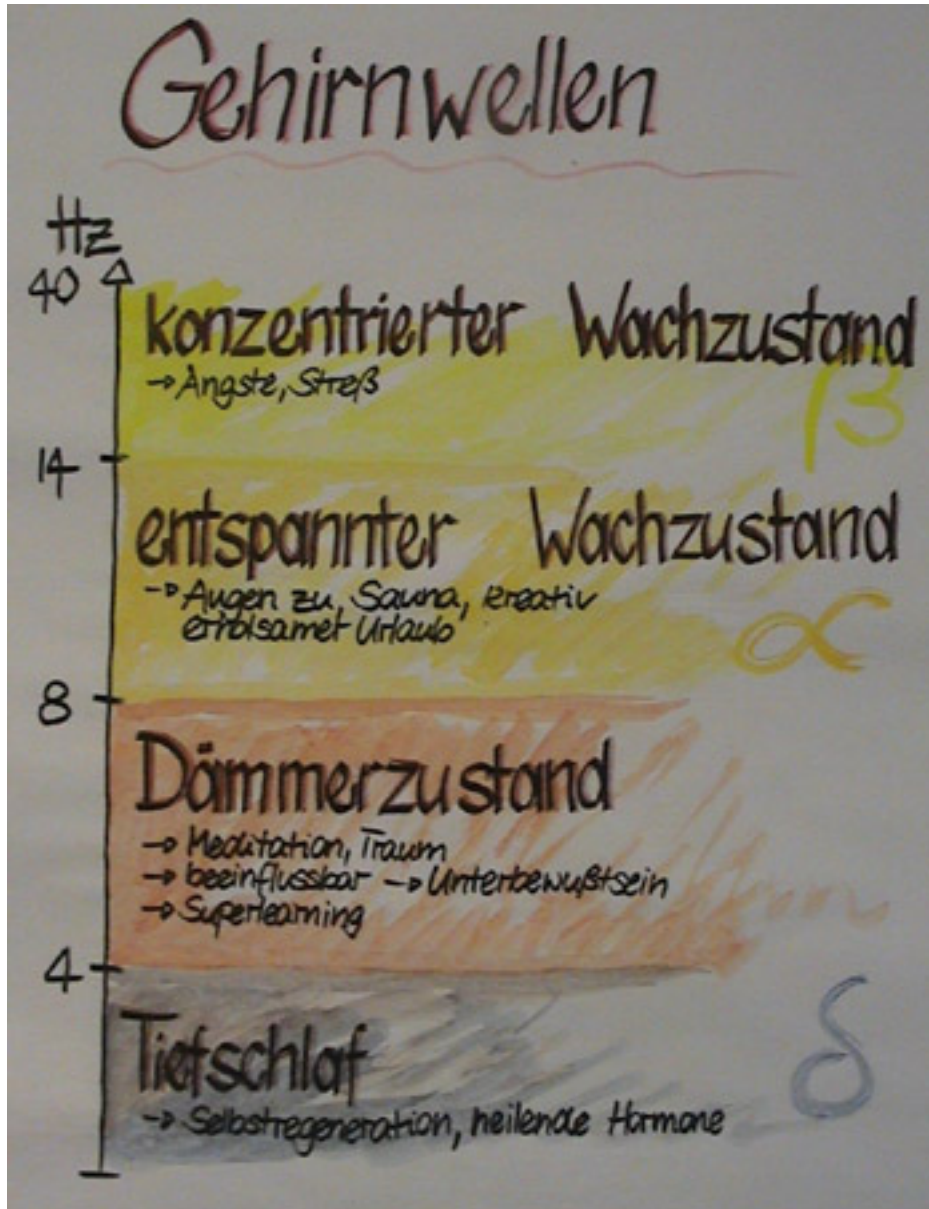 Gehirnwellen
Hz
40
konzentrierter Wachzustand
→ Ängste, Streß
β
14
entspannter Wachzustand
→ Augen zu, Sauna, kreativ
erholsamer Urlaub
α
8
Dämmerzustand
→ Meditation, Traum
→ beeinflussbar → Unterbewußtsein
→ Superlearning
4
δ
Tiefschlaf
→ Selbstregeneration, heilende Hormone